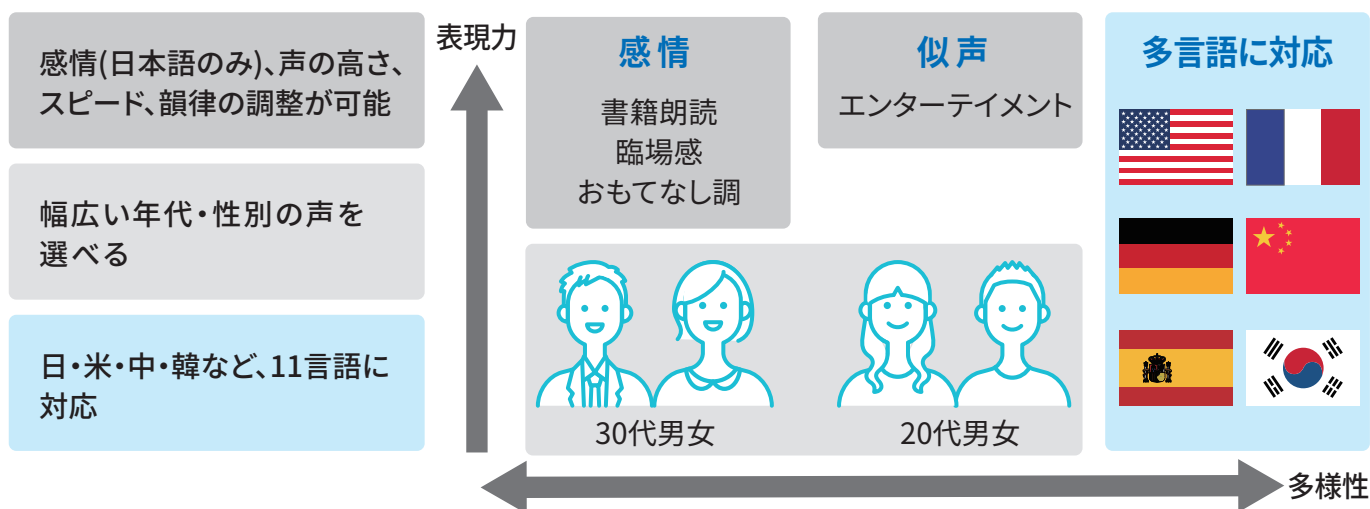 感情(日本語のみ)、声の高さ、
スピード、韻律の調整が可能
幅広い年代・性別の声を
選べる
日・米・中・韓など、11言語に
対応
表現力
感情
書籍朗読
臨場感
おもてなし調
似声
エンターテイメント
30代男女
20代男女
多言語に対応
多様性